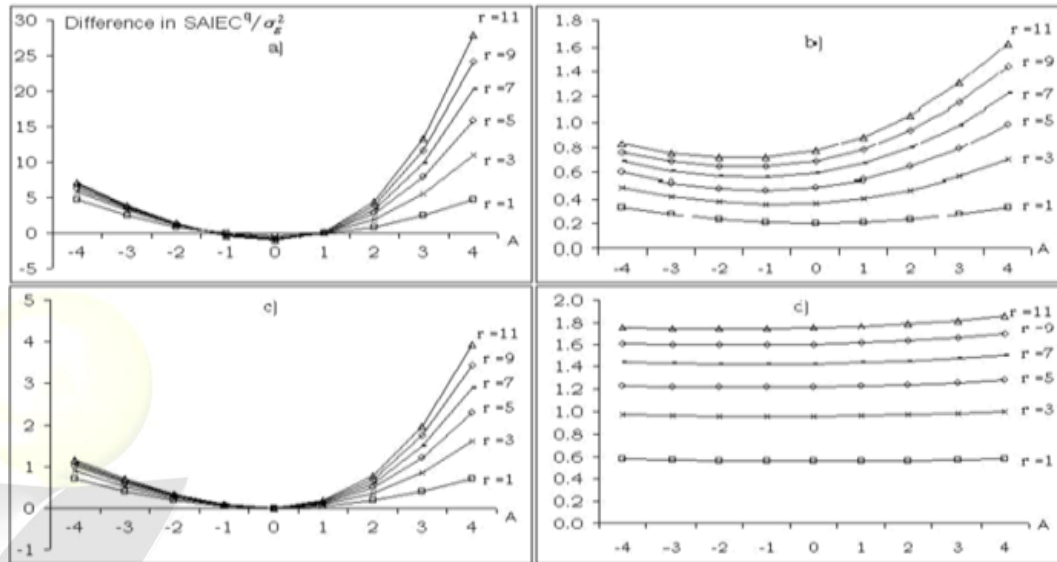 Difference in SAIEC^q/σ_g^2
a)
30
25
20
15
10
5
0
-5
-4 -3 -2 -1 0 1 2 3 4
A
r =11
r =9
r =7
r =5
r =3
r =1
b)
1.8
1.6
1.4
1.2
1.0
0.8
0.6
0.4
0.2
0.0
-4 -3 -2 -1 0 1 2 3 4
A
r =11
r =9
r =7
r =5
r =3
r =1
c)
5
4
3
2
1
0
-1
-4 -3 -2 -1 0 1 2 3 4
A
r =11
r =9
r =7
r =5
r =3
r =1
d)
2.0
1.8
1.6
1.4
1.2
1.0
0.8
0.6
0.4
0.2
0.0
-4 -3 -2 -1 0 1 2 3 4
A
r =11
r -9
r =7
r =5
r =3
r =1